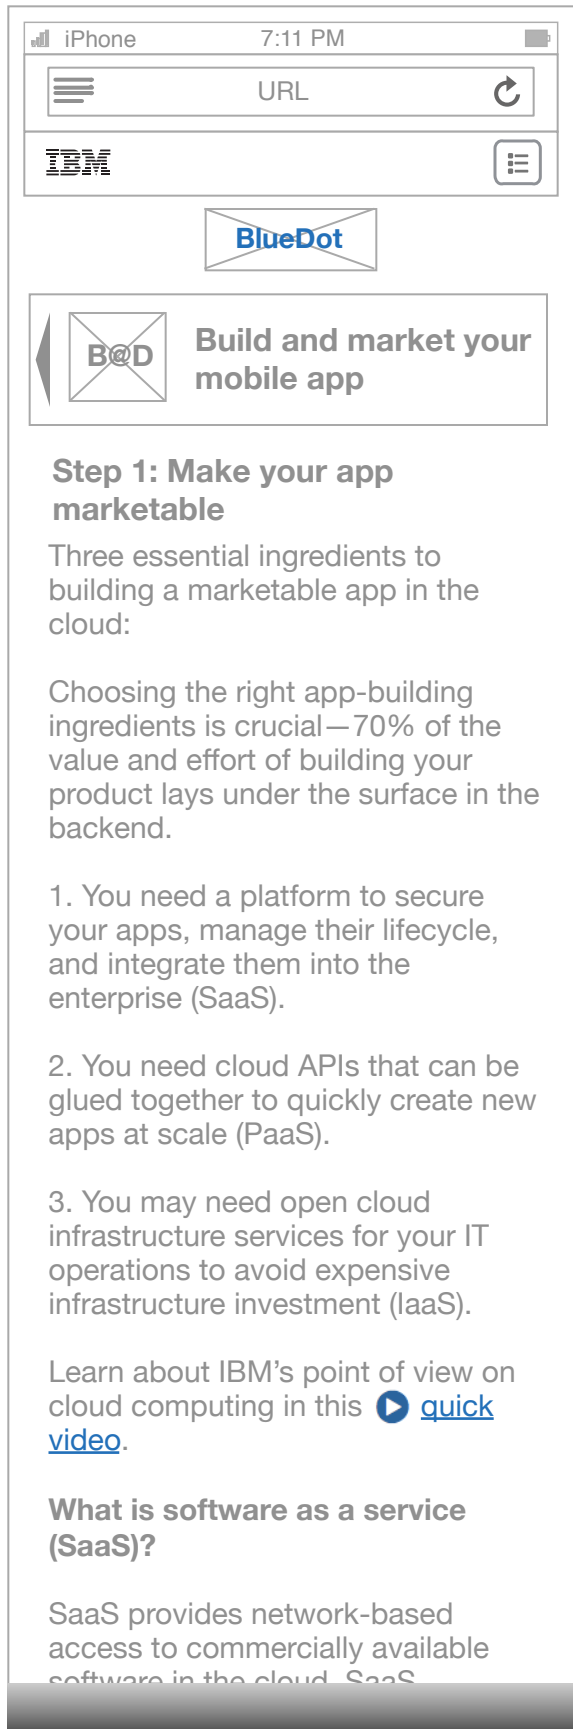 iPhone 7:11 PM
URL
IBM
BlueDot
B@D
Build and market your
mobile app
Step 1: Make your app
marketable
Three essential ingredients to
building a marketable app in the
cloud:
Choosing the right app-building
ingredients is crucial—70% of the
value and effort of building your
product lays under the surface in the
backend.
1. You need a platform to secure
your apps, manage their lifecycle,
and integrate them into the
enterprise (SaaS).
2. You need cloud APIs that can be
glued together to quickly create new
apps at scale (PaaS).
3. You may need open cloud
infrastructure services for your IT
operations to avoid expensive
infrastructure investment (IaaS).
Learn about IBM's point of view on
cloud computing in this quick
video.
What is software as a service
(SaaS)?
SaaS provides network-based
access to commercially available
software in the cloud. SaaS